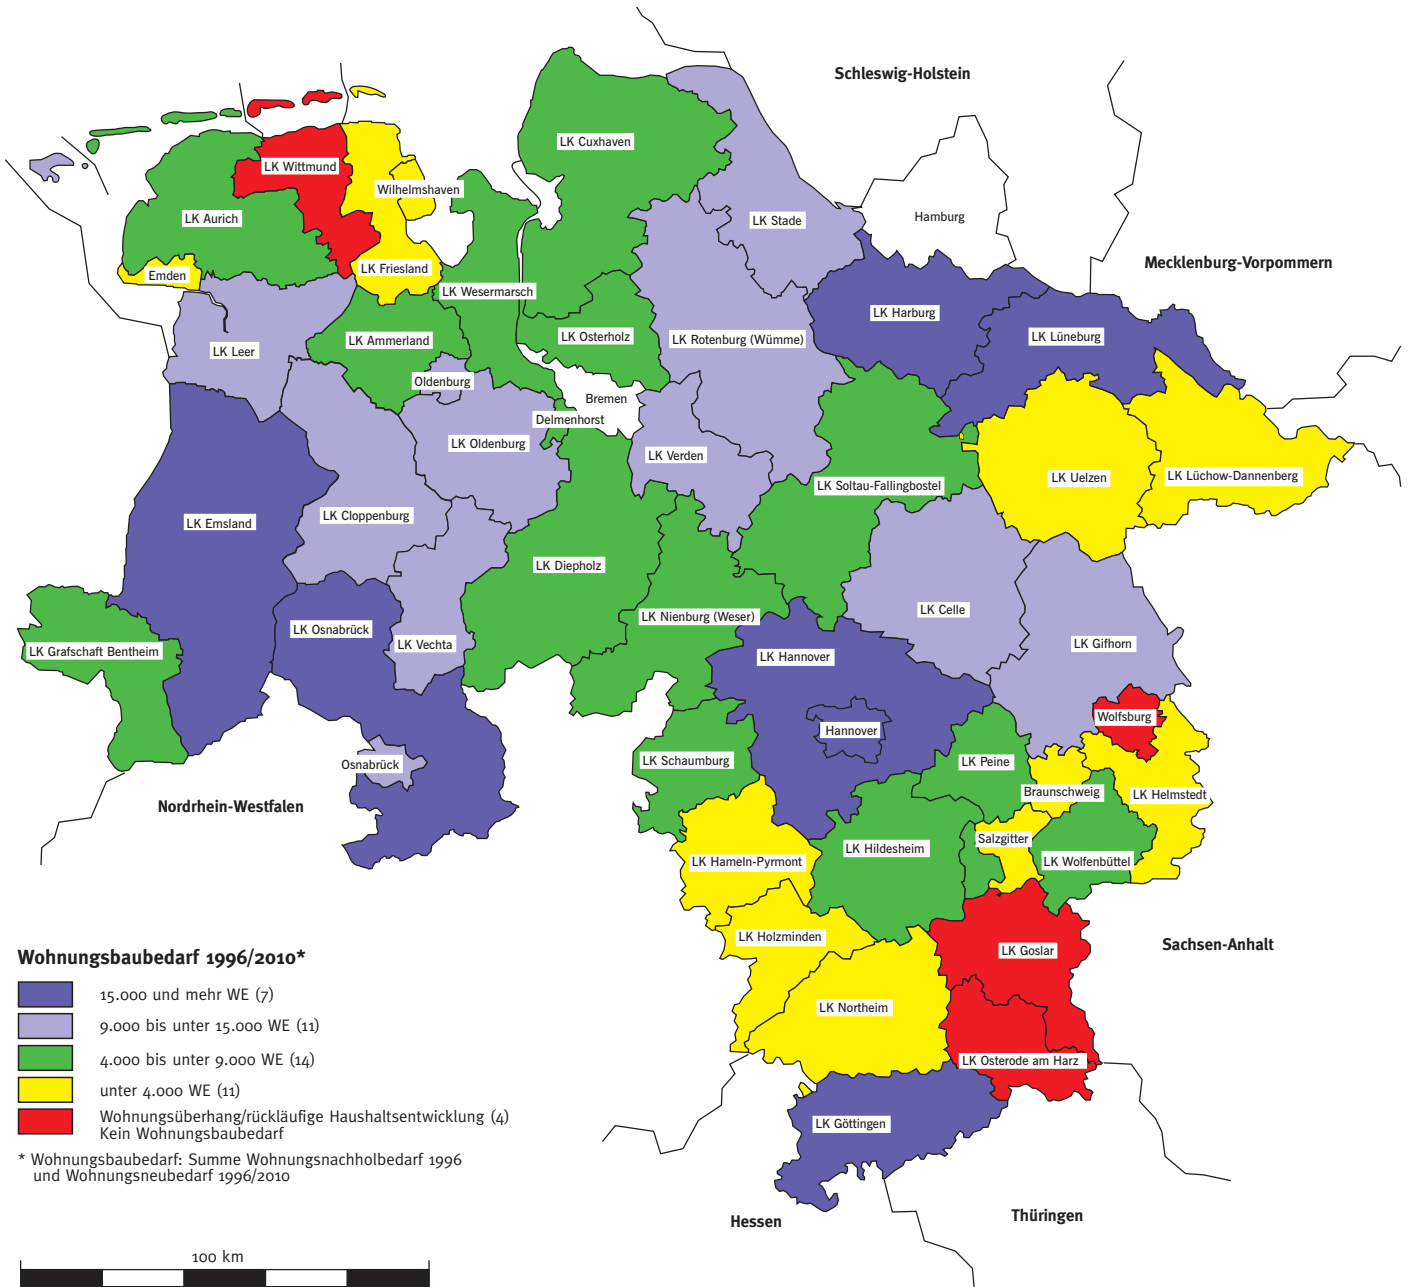 Schleswig-Holstein
LK Cuxhaven
LK Wittmund
Wilhelmshaven
LK Aurich
LK Stade
Hamburg
Mecklenburg-Vorpommern
Emden
LK Friesland
LK Wesermarsch
LK Harburg
LK Ammerland
LK Osterholz
LK Rotenburg (Wümme)
LK Lüneburg
LK Leer
Oldenburg
Bremen
Delmenhorst
LK Oldenburg
LK Verden
LK Soltau-Fallingbostel
LK Uelzen
LK Lüchow-Dannenberg
LK Emsland
LK Cloppenburg
LK Diepholz
LK Nienburg (Weser)
LK Celle
LK Osnabrück
LK Vechta
LK Grafschaft Bentheim
LK Hannover
LK Gifhorn
Wolfsburg
Hannover
Osnabrück
LK Schaumburg
LK Peine
Braunschweig
LK Helmstedt
Nordrhein-Westfalen
Salzgitter
LK Hildesheim
LK Wolfenbüttel
LK Hameln-Pyrmont
LK Holzminden
LK Goslar
Sachsen-Anhalt
LK Northeim
LK Osterode am Harz
LK Göttingen
Hessen
Thüringen
Wohnungsbaubedarf 1996/2010*
15.000 und mehr WE (7)
9.000 bis unter 15.000 WE (11)
4.000 bis unter 9.000 WE (14)
unter 4.000 WE (11)
Wohnungsüberhang/rückläufige Haushaltsentwicklung (4)
Kein Wohnungsbaubedarf
* Wohnungsbaubedarf: Summe Wohnungsnachholbedarf 1996
und Wohnungsneubedarf 1996/2010
100 km